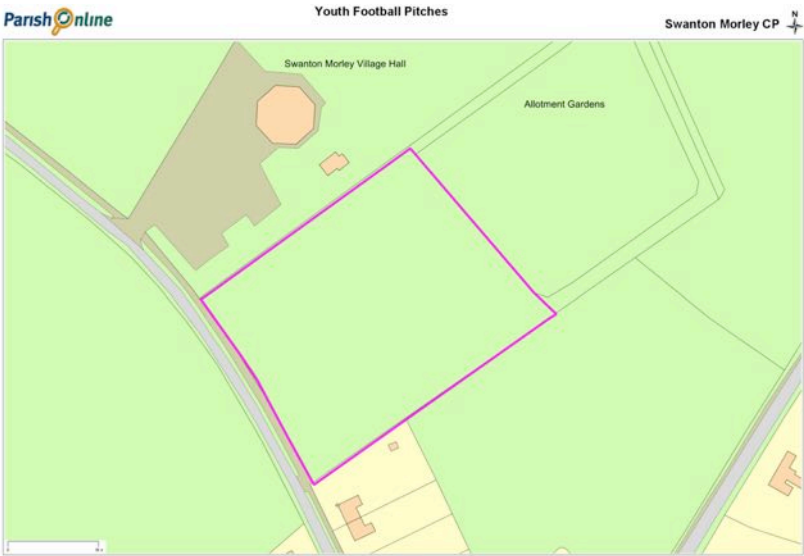 Parish Online
Youth Football Pitches
N
Swanton Morley CP
Swanton Morley Village Hall
Allotment Gardens